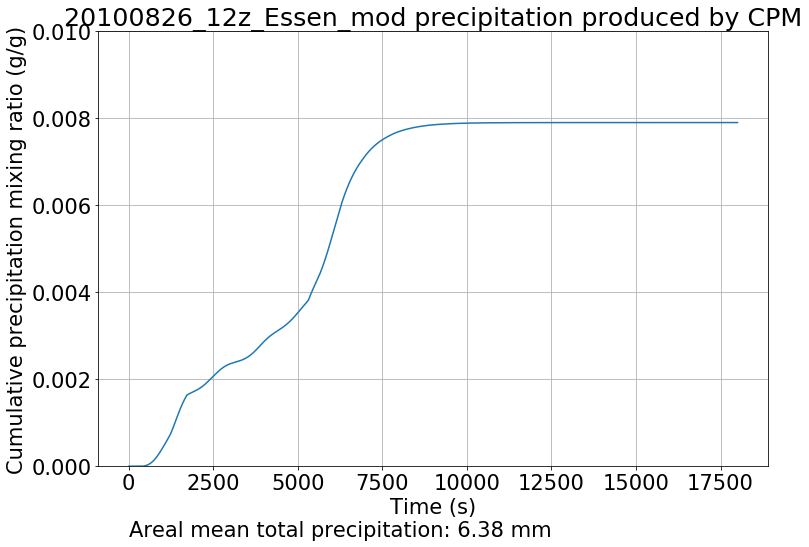 20100826_12z_Essen_mod precipitation produced by CPM
Cumulative precipitation mixing ratio (g/g)
0.010
0.008
0.006
0.004
0.002
0.000
0 2500 5000 7500 10000 12500 15000 17500
Time (s)
Areal mean total precipitation: 6.38 mm